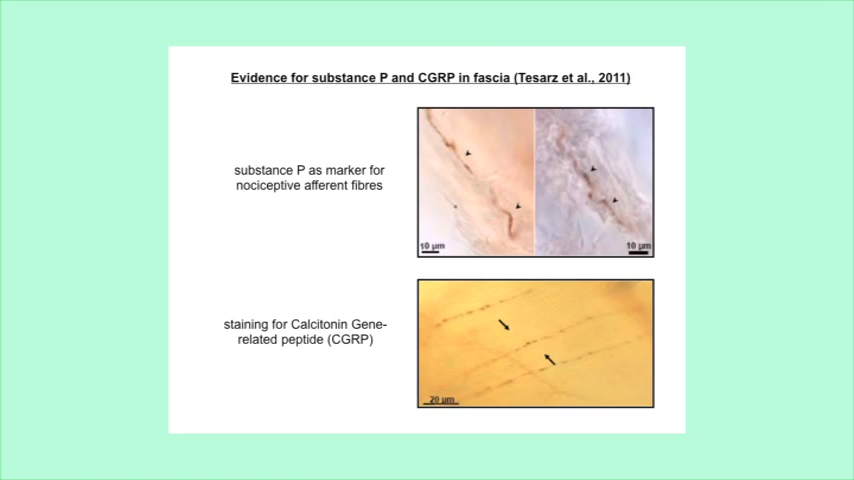 Evidence for substance P and CGRP in fascia (Tesarz et al., 2011)
substance P as marker for
nociceptive afferent fibres
10 µm
10 µm
staining for Calcitonin Gene-
related peptide (CGRP)
20 µm